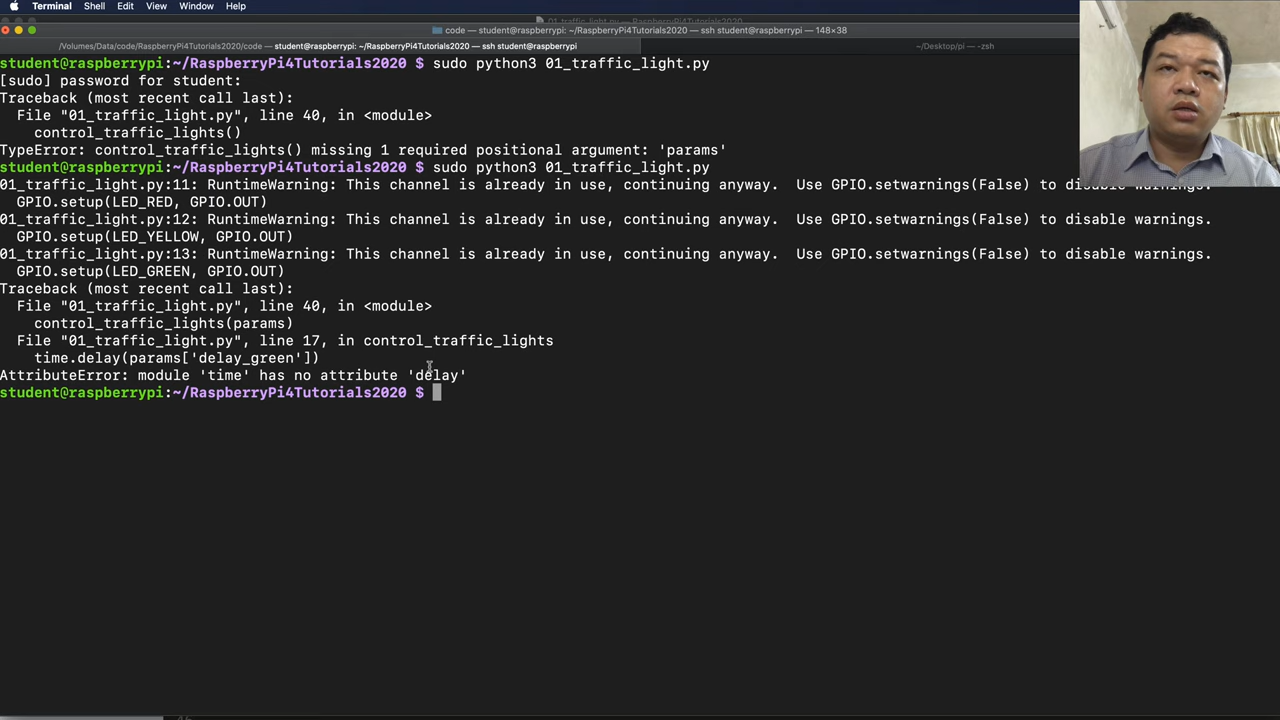 Terminal Shell Edit View Window Help
01_traffic_light.py — RaspberryPi4Tutorials2020
code — student@raspberrypi: ~/RaspberryPi4Tutorials2020 — ssh student@raspberrypi — 148×38
/Volumes/Data/code/RaspberryPi4Tutorials2020/code — student@raspberrypi: ~/RaspberryPi4Tutorials2020 — ssh student@raspberrypi
~/Desktop/pi — -zsh
student@raspberrypi:~/RaspberryPi4Tutorials2020 $ sudo python3 01_traffic_light.py
[sudo] password for student:
Traceback (most recent call last):
File "01_traffic_light.py", line 40, in <module>
control_traffic_lights()
TypeError: control_traffic_lights() missing 1 required positional argument: 'params'
student@raspberrypi:~/RaspberryPi4Tutorials2020 $ sudo python3 01_traffic_light.py
01_traffic_light.py:11: RuntimeWarning: This channel is already in use, continuing anyway.  Use GPIO.setwarnings(False) to disable warnings.
GPIO.setup(LED_RED, GPIO.OUT)
01_traffic_light.py:12: RuntimeWarning: This channel is already in use, continuing anyway.  Use GPIO.setwarnings(False) to disable warnings.
GPIO.setup(LED_YELLOW, GPIO.OUT)
01_traffic_light.py:13: RuntimeWarning: This channel is already in use, continuing anyway.  Use GPIO.setwarnings(False) to disable warnings.
GPIO.setup(LED_GREEN, GPIO.OUT)
Traceback (most recent call last):
File "01_traffic_light.py", line 40, in <module>
control_traffic_lights(params)
File "01_traffic_light.py", line 17, in control_traffic_lights
time.delay(params['delay_green'])
AttributeError: module 'time' has no attribute 'delay'
student@raspberrypi:~/RaspberryPi4Tutorials2020 $